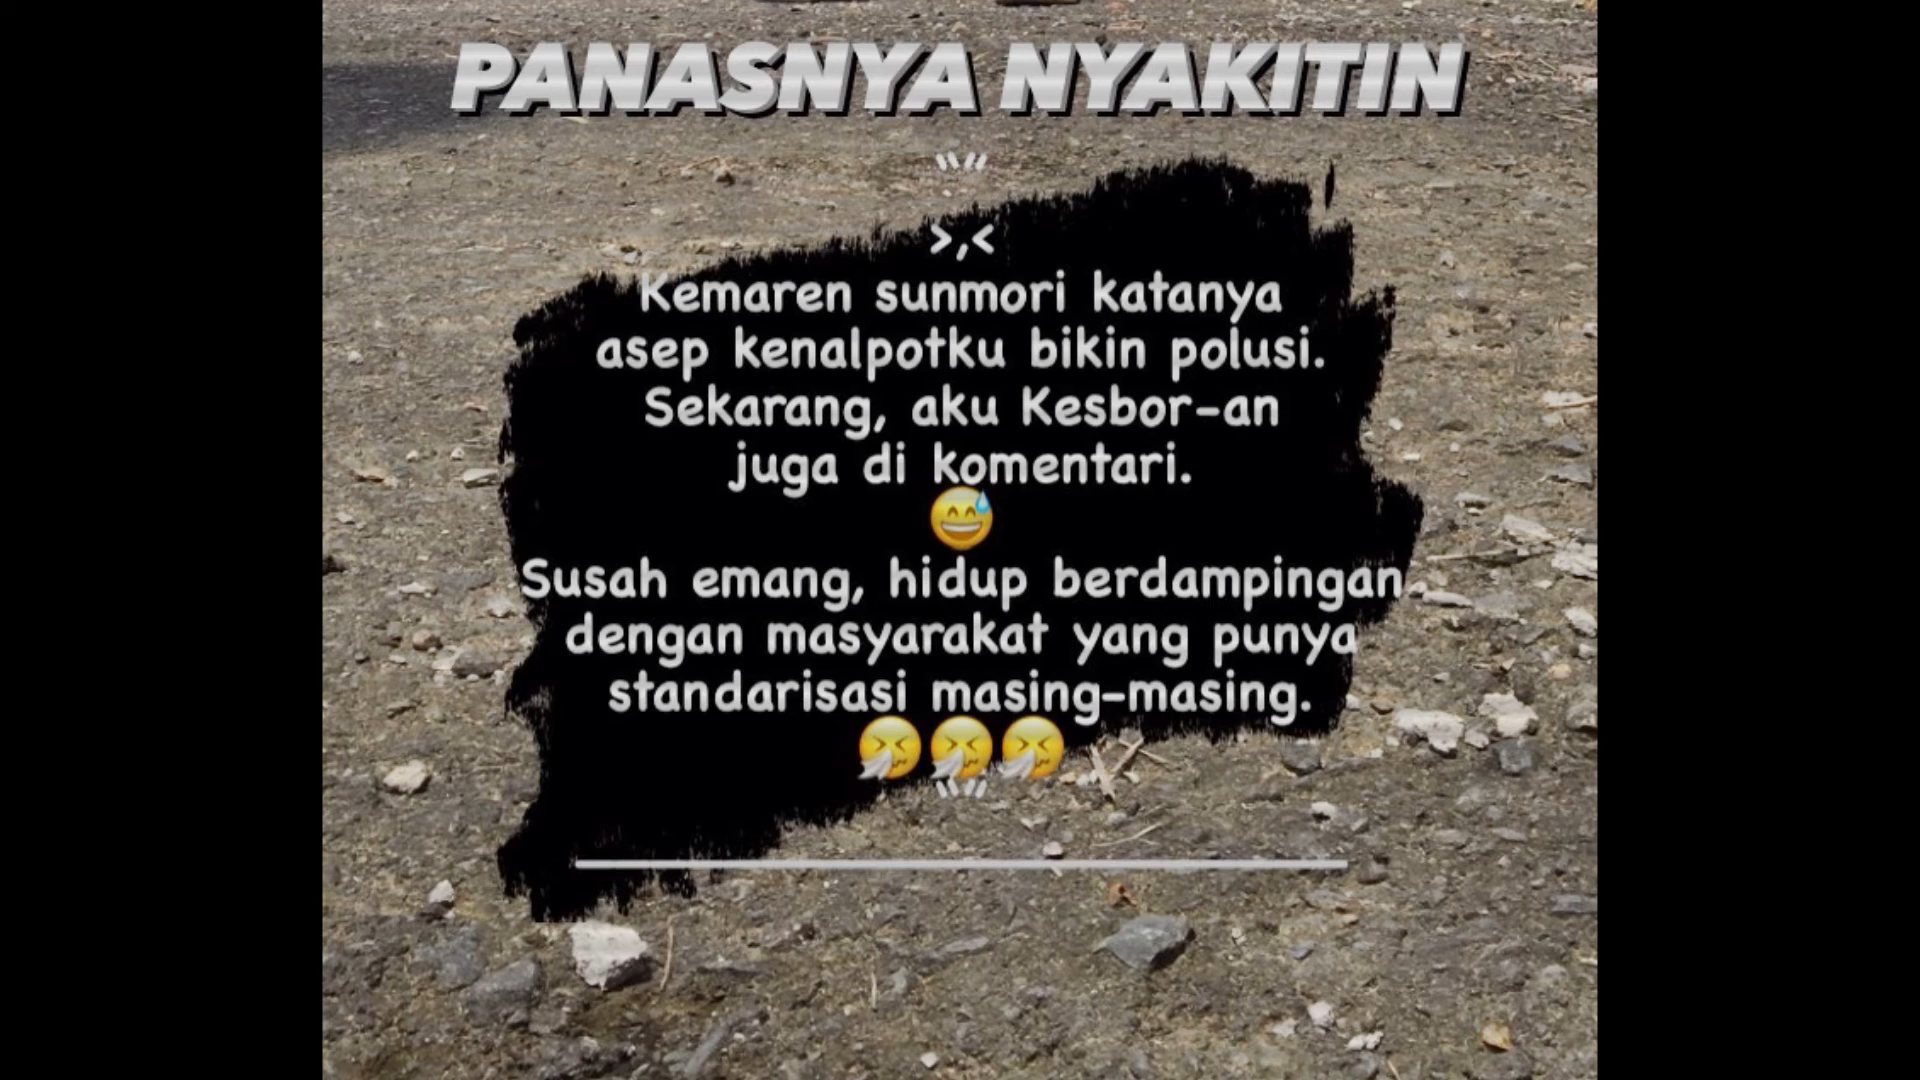 PANASNYA NYAKITIN
>,<
Kemaren sunmori katanya
asep kenalpotku bikin polusi.
Sekarang, aku Kesbor-an
juga di komentari.
😅
Susah emang, hidup berdampingan
dengan masyarakat yang punya
standarisasi masing-masing.
🤧🤧🤧